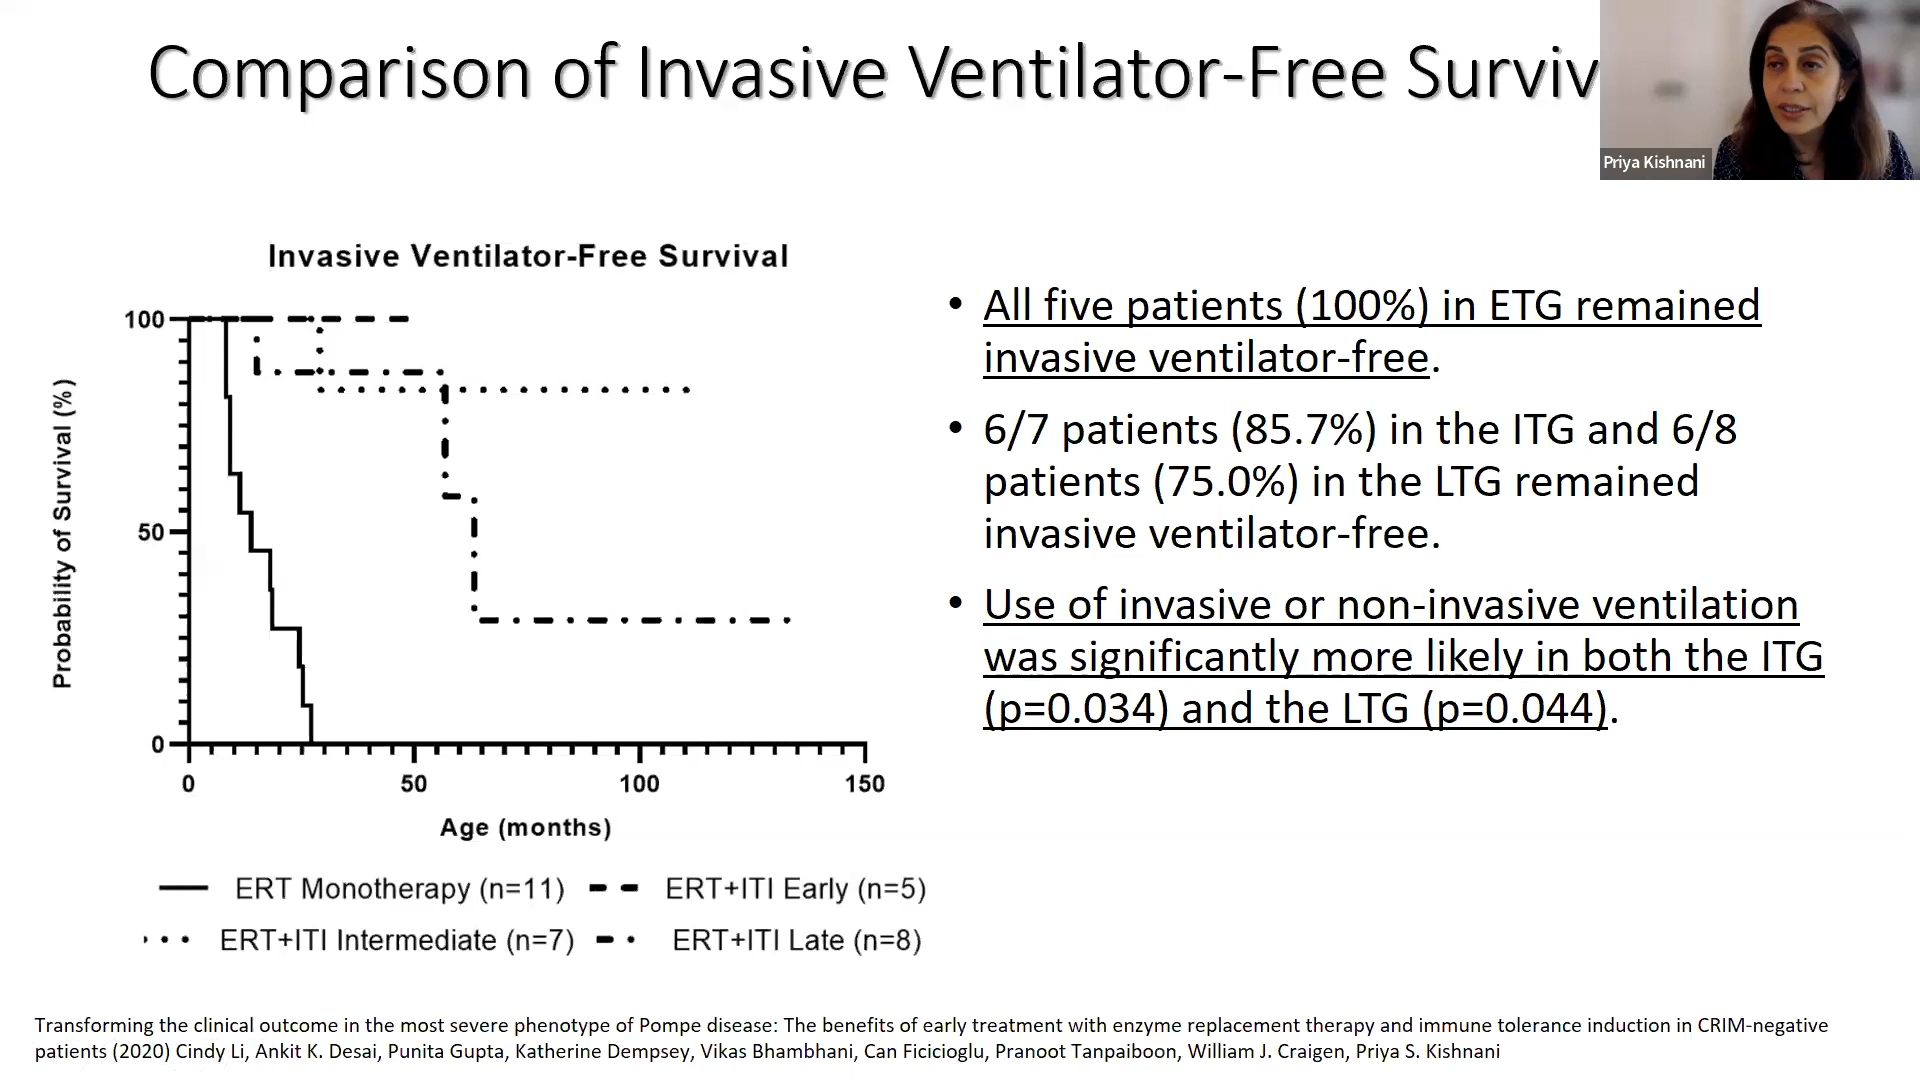 Comparison of Invasive Ventilator-Free Surviv
Priya Kishnani
Invasive Ventilator-Free Survival
Probability of Survival (%)
100
50
0
0 50 100 150
Age (months)
ERT Monotherapy (n=11) ERT+ITI Early (n=5)
ERT+ITI Intermediate (n=7) ERT+ITI Late (n=8)
• All five patients (100%) in ETG remained
invasive ventilator-free.
• 6/7 patients (85.7%) in the ITG and 6/8
patients (75.0%) in the LTG remained
invasive ventilator-free.
• Use of invasive or non-invasive ventilation
was significantly more likely in both the ITG
(p=0.034) and the LTG (p=0.044).
Transforming the clinical outcome in the most severe phenotype of Pompe disease: The benefits of early treatment with enzyme replacement therapy and immune tolerance induction in CRIM-negative
patients (2020) Cindy Li, Ankit K. Desai, Punita Gupta, Katherine Dempsey, Vikas Bhambhani, Can Ficicioglu, Pranoot Tanpaiboon, William J. Craigen, Priya S. Kishnani